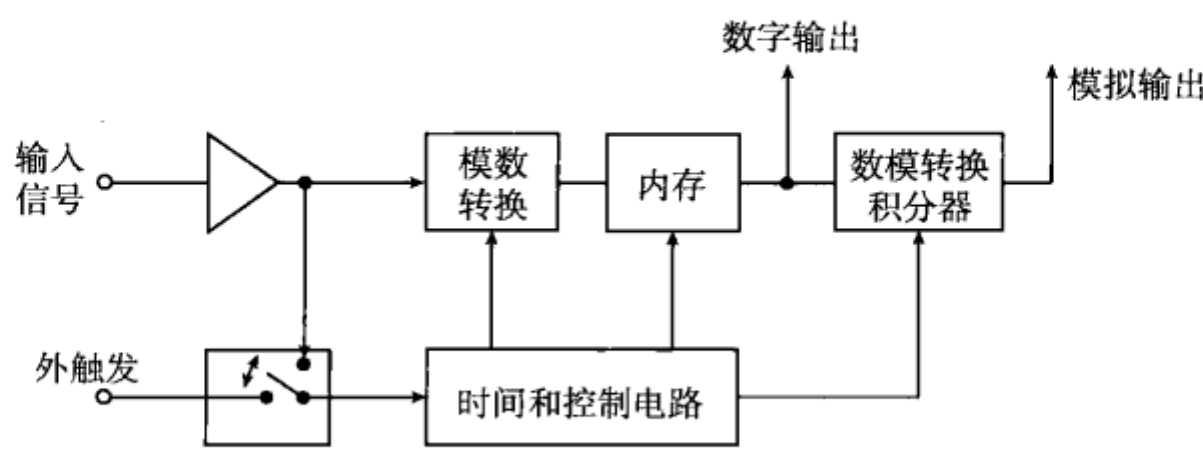 数字输出
模拟输出
输入
信号
模数
转换
内存
数模转换
积分器
外触发
时间和控制电路